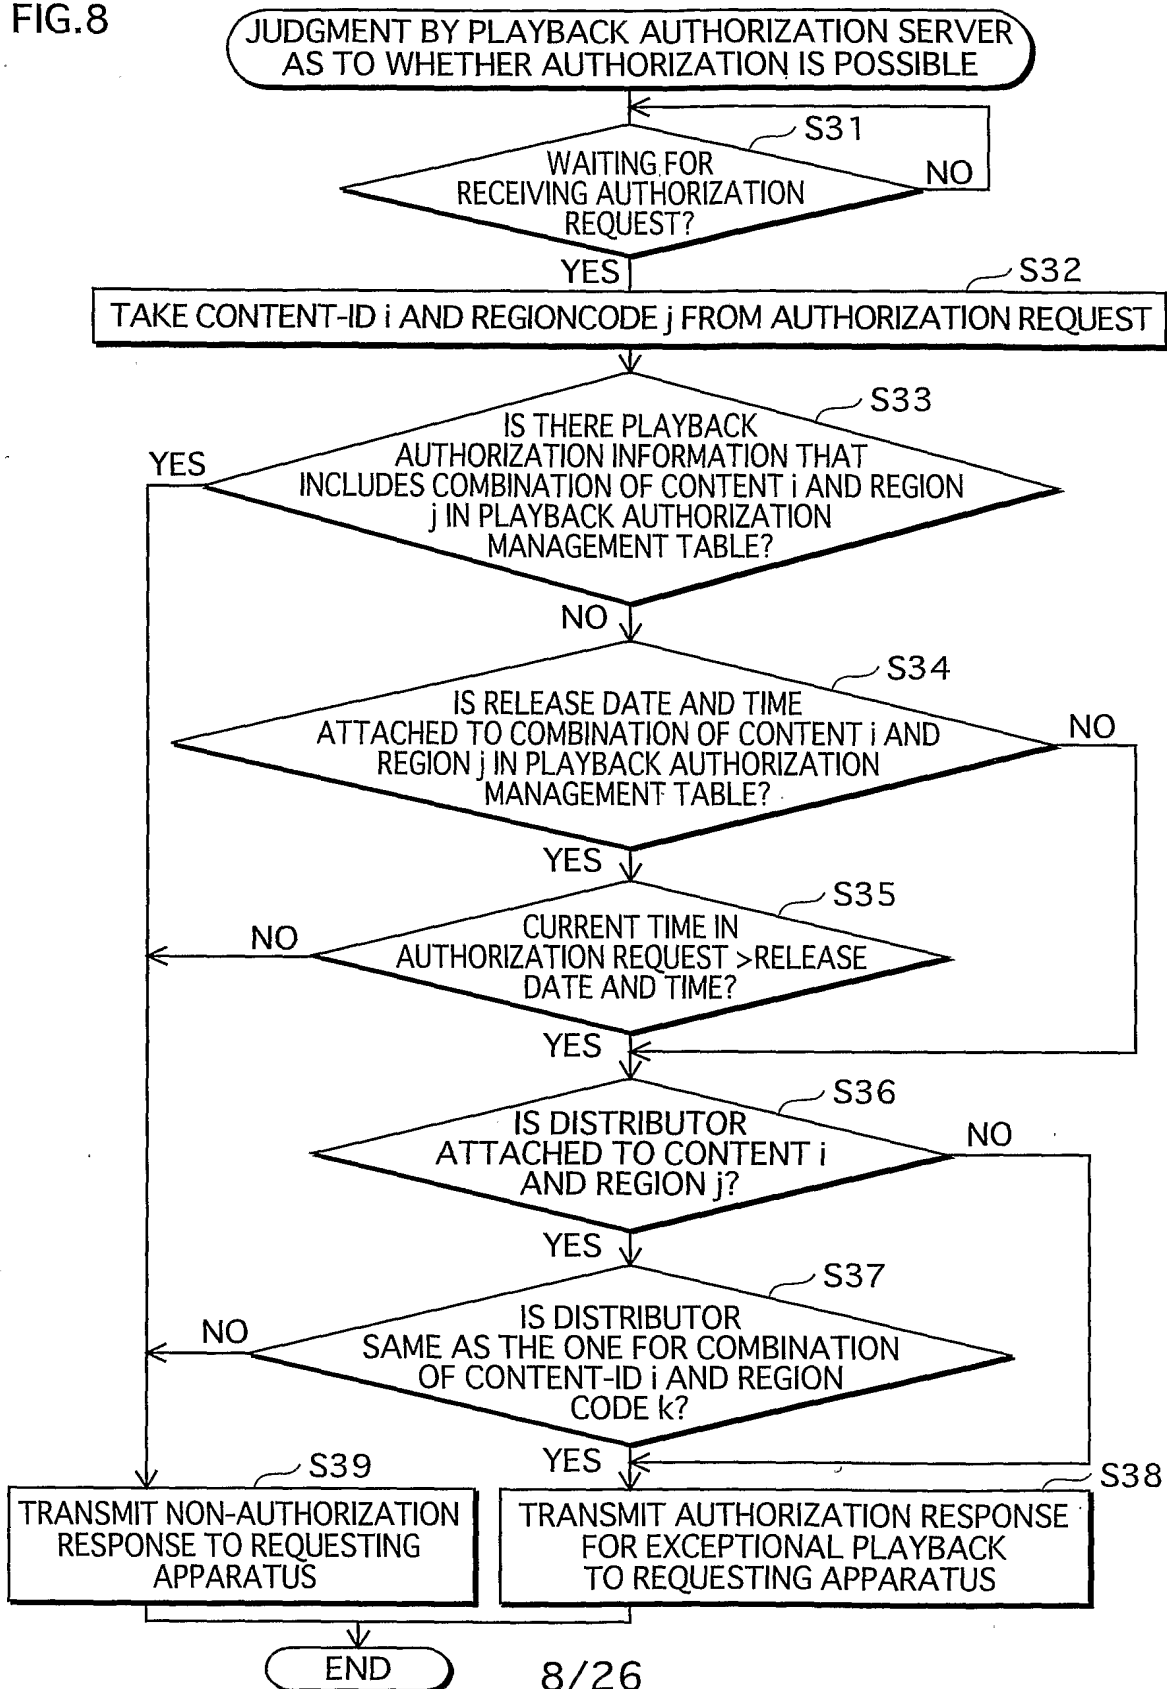 FIG.8
JUDGMENT BY PLAYBACK AUTHORIZATION SERVER
AS TO WHETHER AUTHORIZATION IS POSSIBLE
S31
WAITING FOR
RECEIVING AUTHORIZATION
REQUEST?
NO
YES
S32
TAKE CONTENT-ID i AND REGIONCODE j FROM AUTHORIZATION REQUEST
S33
IS THERE PLAYBACK
AUTHORIZATION INFORMATION THAT
INCLUDES COMBINATION OF CONTENT i AND REGION
j IN PLAYBACK AUTHORIZATION
MANAGEMENT TABLE?
YES
NO
S34
IS RELEASE DATE AND TIME
ATTACHED TO COMBINATION OF CONTENT i AND
REGION j IN PLAYBACK AUTHORIZATION
MANAGEMENT TABLE?
NO
YES
S35
CURRENT TIME IN
AUTHORIZATION REQUEST >RELEASE
DATE AND TIME?
NO
YES
S36
IS DISTRIBUTOR
ATTACHED TO CONTENT i
AND REGION j?
NO
YES
S37
IS DISTRIBUTOR
SAME AS THE ONE FOR COMBINATION
OF CONTENT-ID i AND REGION
CODE k?
NO
YES
S39
TRANSMIT NON-AUTHORIZATION
RESPONSE TO REQUESTING
APPARATUS
S38
TRANSMIT AUTHORIZATION RESPONSE
FOR EXCEPTIONAL PLAYBACK
TO REQUESTING APPARATUS
END
8/26